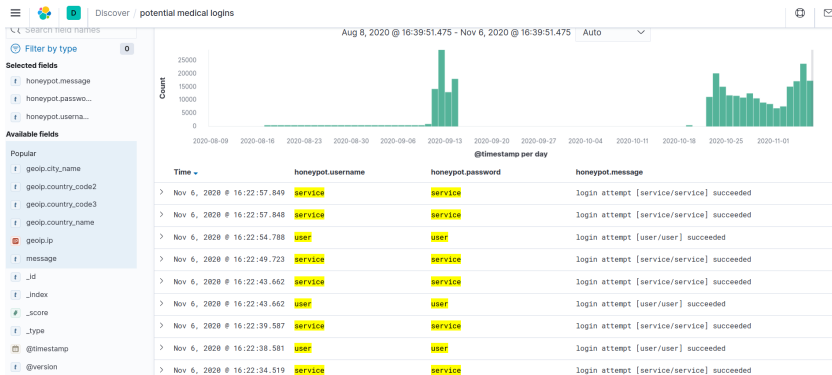 D Discover / potential medical logins
Search field names
Filter by type 0
Selected fields
t honeypot.message
t honeypot.passwo...
t honeypot.userna...
Available fields
Popular
t geoip.city_name
t geoip.country_code2
t geoip.country_code3
t geoip.country_name
geoip.ip
t message
t _id
t _index
# _score
t _type
@timestamp
t @version
Aug 8, 2020 @ 16:39:51.475 - Nov 6, 2020 @ 16:39:51.475 Auto
Count
25000
20000
15000
10000
5000
0
2020-08-09 2020-08-16 2020-08-23 2020-08-30 2020-09-06 2020-09-13 2020-09-20 2020-09-27 2020-10-04 2020-10-11 2020-10-18 2020-10-25 2020-11-01
@timestamp per day
Time honeypot.username honeypot.password honeypot.message
> Nov 6, 2020 @ 16:22:57.849 service service login attempt [service/service] succeeded
> Nov 6, 2020 @ 16:22:57.848 service service login attempt [service/service] succeeded
> Nov 6, 2020 @ 16:22:54.788 user user login attempt [user/user] succeeded
> Nov 6, 2020 @ 16:22:49.723 service service login attempt [service/service] succeeded
> Nov 6, 2020 @ 16:22:43.662 service service login attempt [service/service] succeeded
> Nov 6, 2020 @ 16:22:43.662 user user login attempt [user/user] succeeded
> Nov 6, 2020 @ 16:22:39.587 service service login attempt [service/service] succeeded
> Nov 6, 2020 @ 16:22:38.581 user user login attempt [user/user] succeeded
> Nov 6, 2020 @ 16:22:34.519 service service login attempt [service/service] succeeded